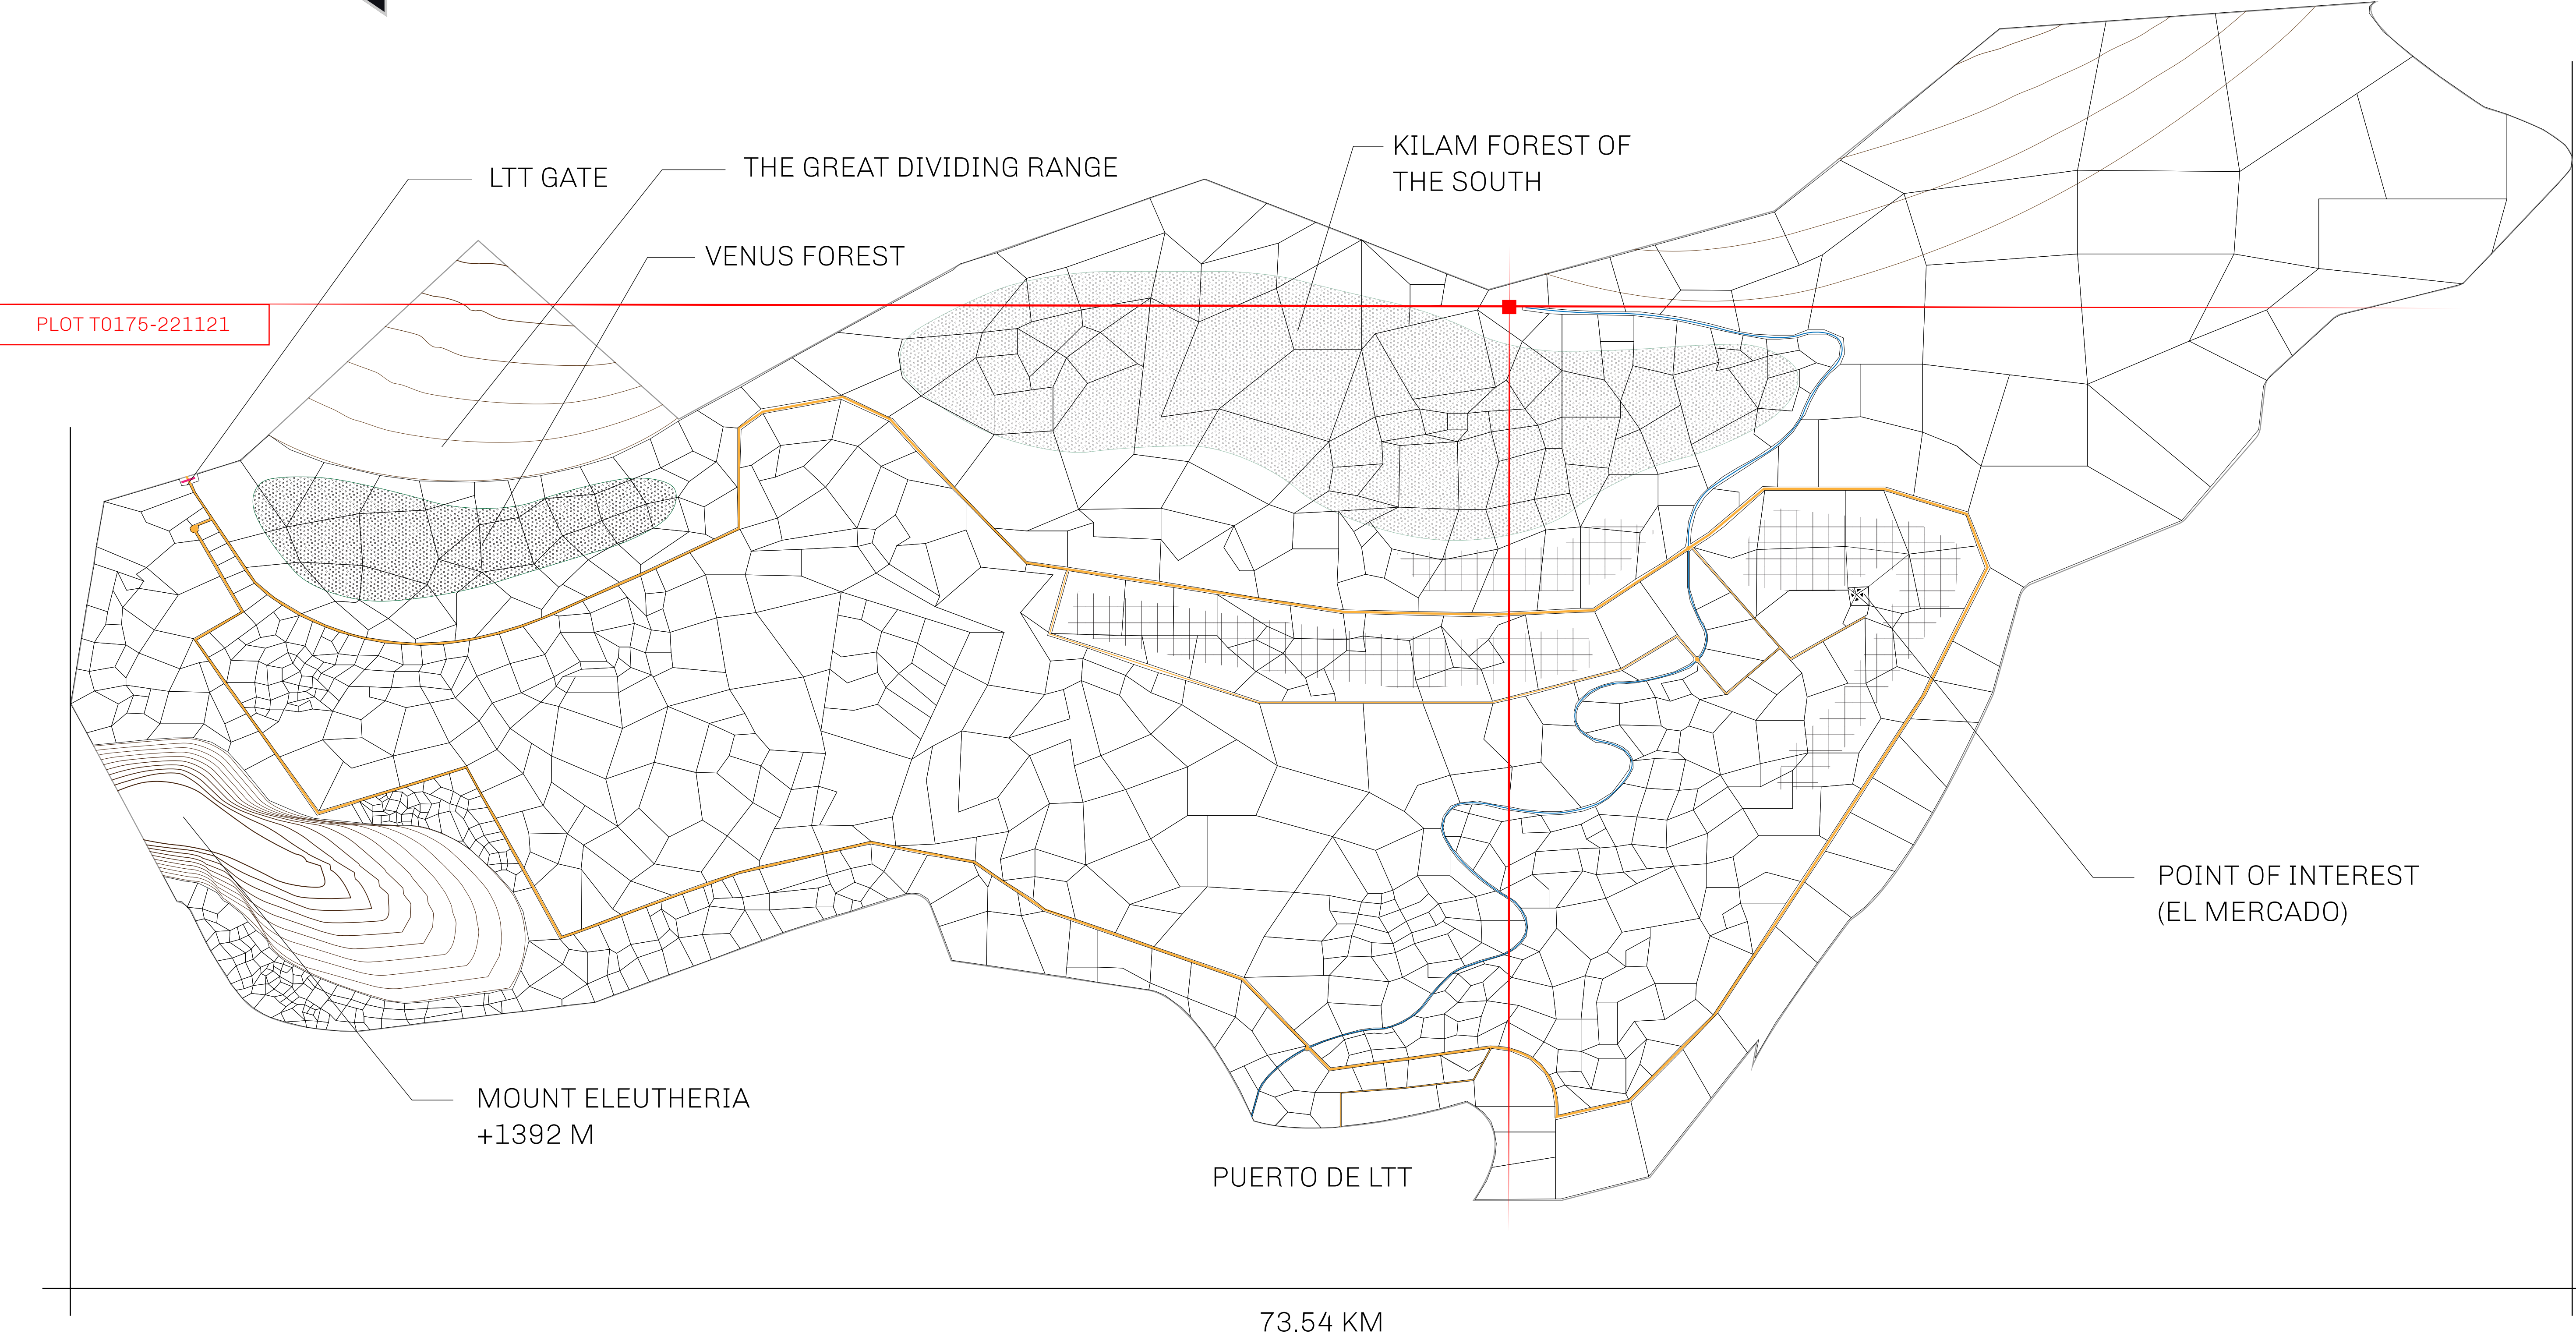 KILAM FOREST OF
THE SOUTH
THE GREAT DIVIDING RANGE
LTT GATE
VENUS FOREST
PLOT T0175-221121
POINT OF INTEREST
(EL MERCADO)
MOUNT ELEUTHERIA
+1392 M
PUERTO DE LTT
73.54 KM